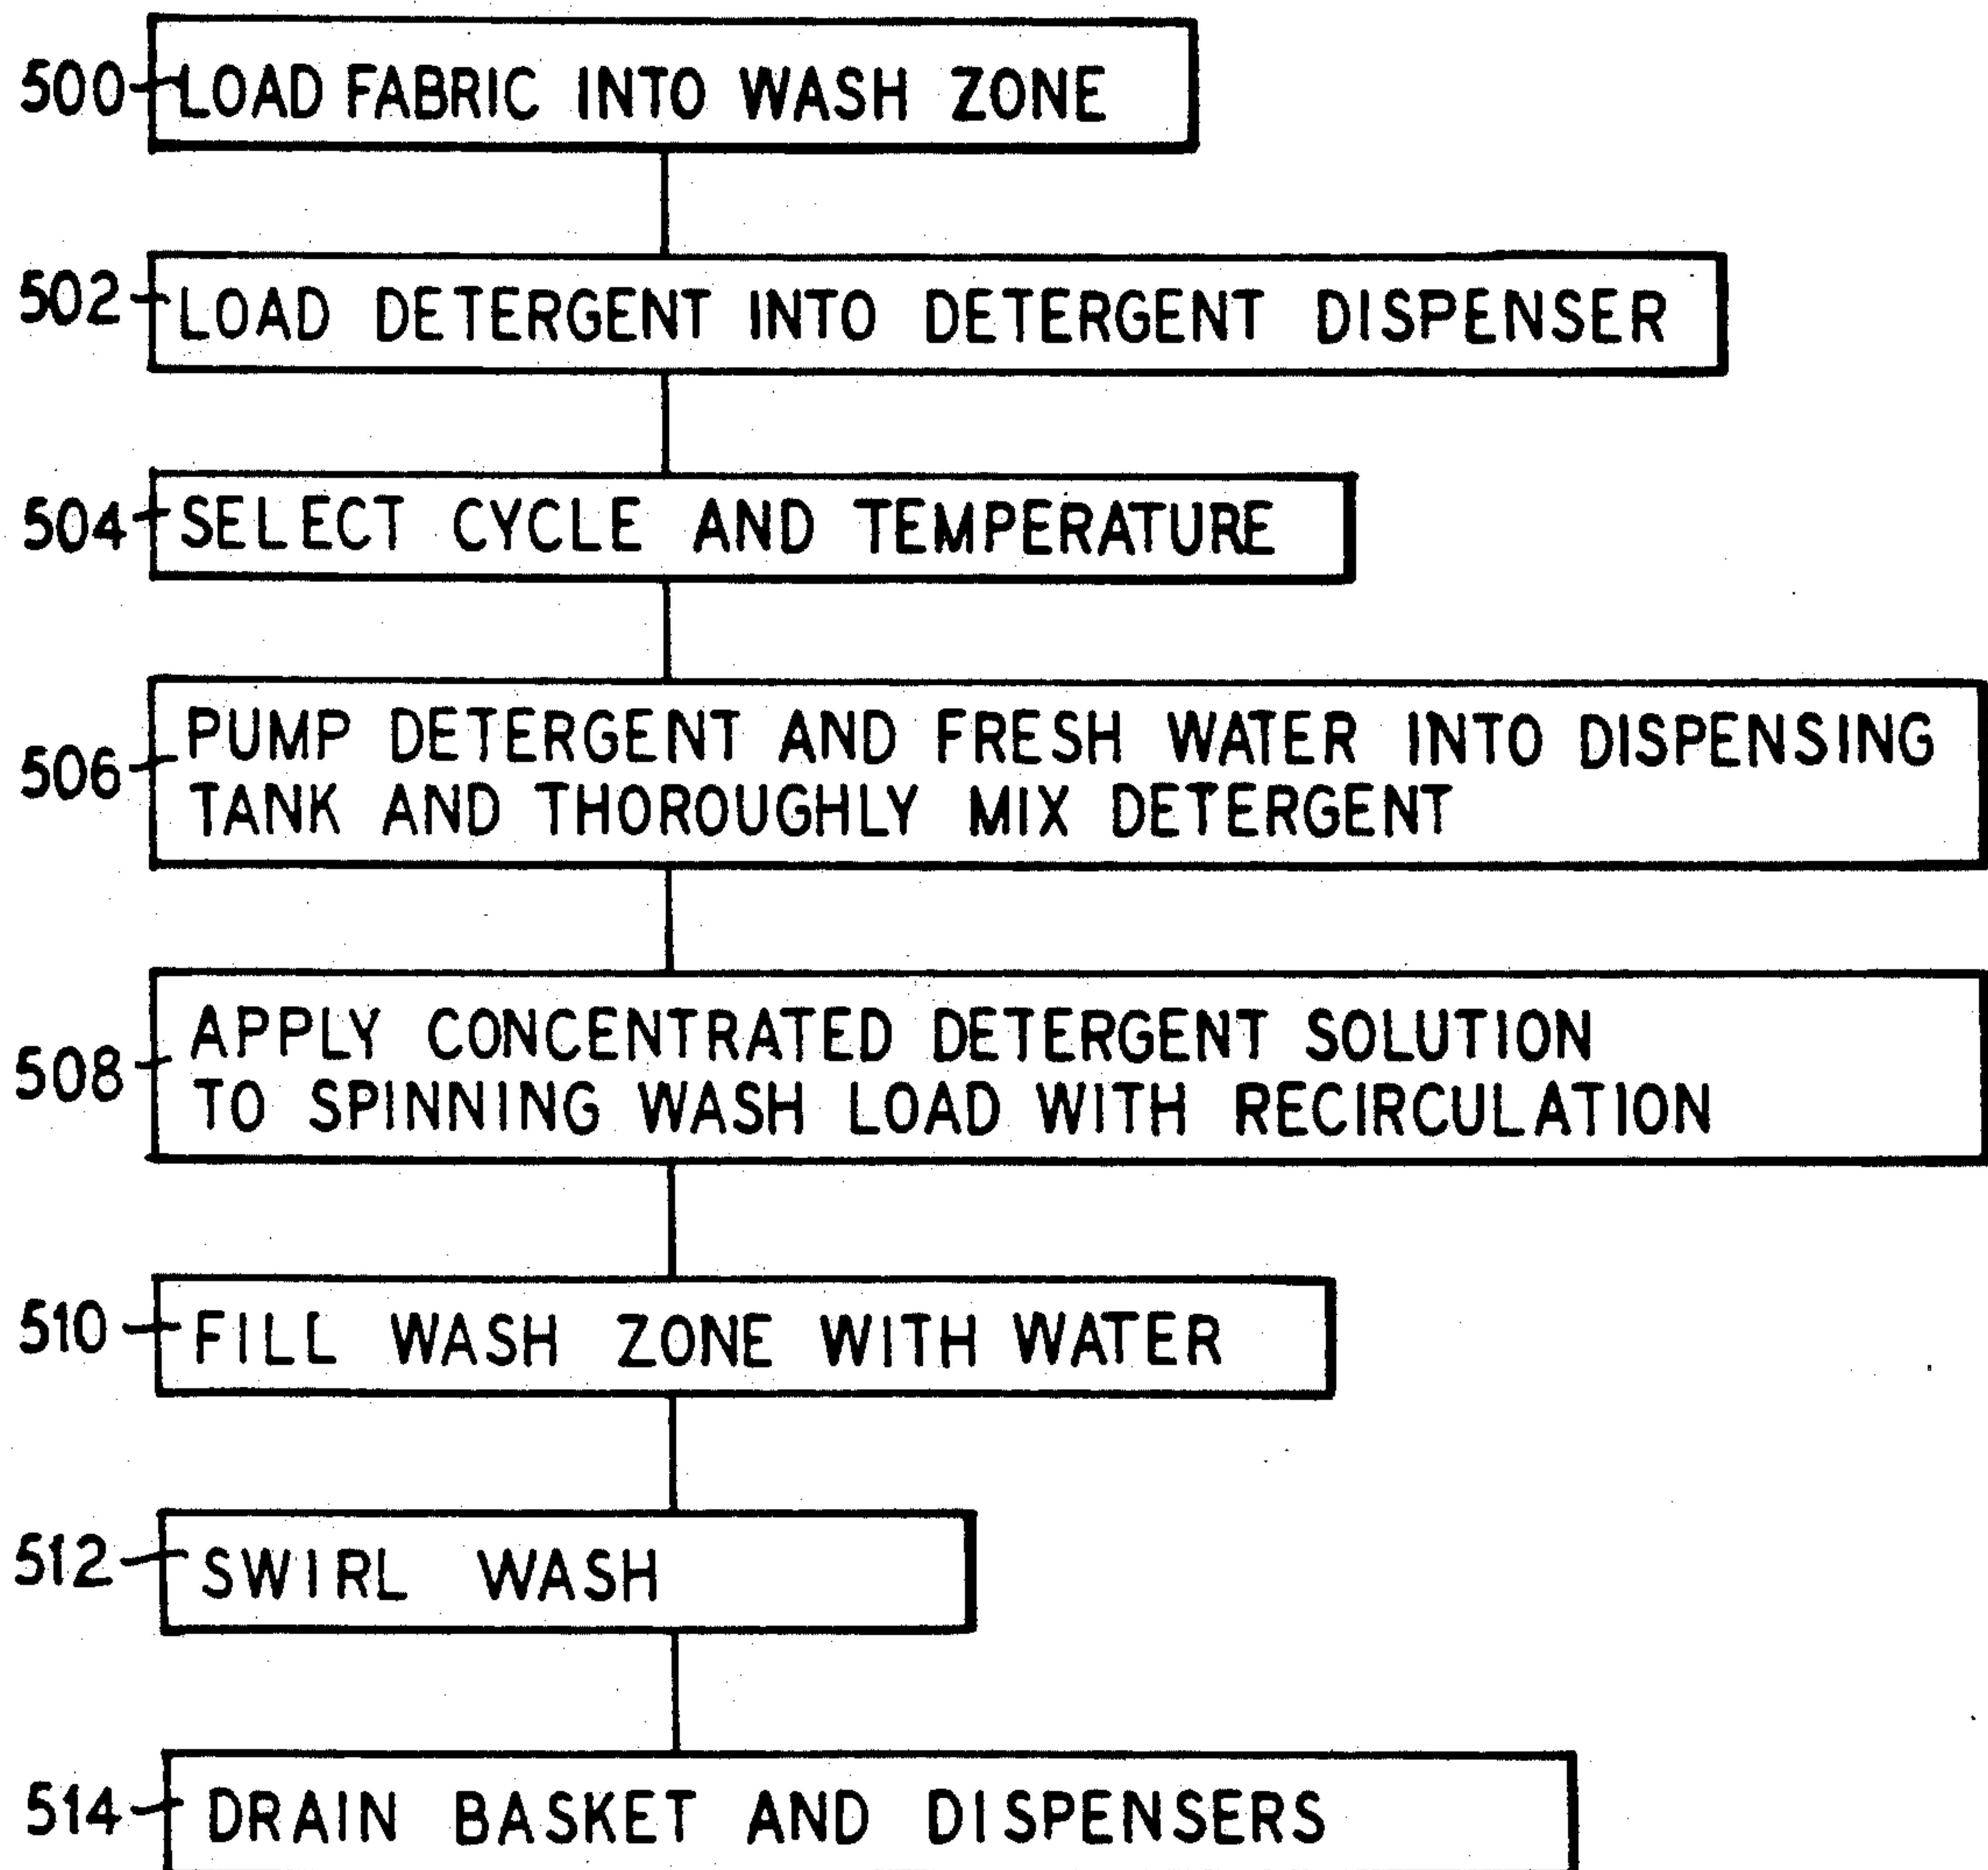 500 LOAD FABRIC INTO WASH ZONE
502 LOAD DETERGENT INTO DETERGENT DISPENSER
504 SELECT CYCLE AND TEMPERATURE
506 PUMP DETERGENT AND FRESH WATER INTO DISPENSING
TANK AND THOROUGHLY MIX DETERGENT
508 APPLY CONCENTRATED DETERGENT SOLUTION
TO SPINNING WASH LOAD WITH RECIRCULATION
510 FILL WASH ZONE WITH WATER
512 SWIRL WASH
514 DRAIN BASKET AND DISPENSERS